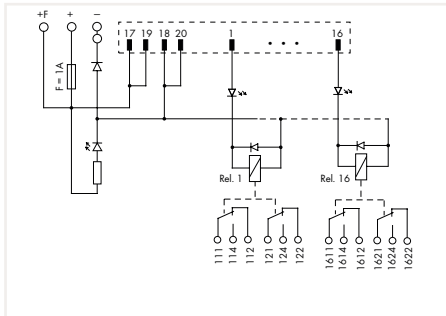 +F + –
17 19 18 20 1 • • • 16
F = 1A
Rel. 1 Rel. 16
111 114 112 121 124 122 1611 1614 1612 1621 1624 1622